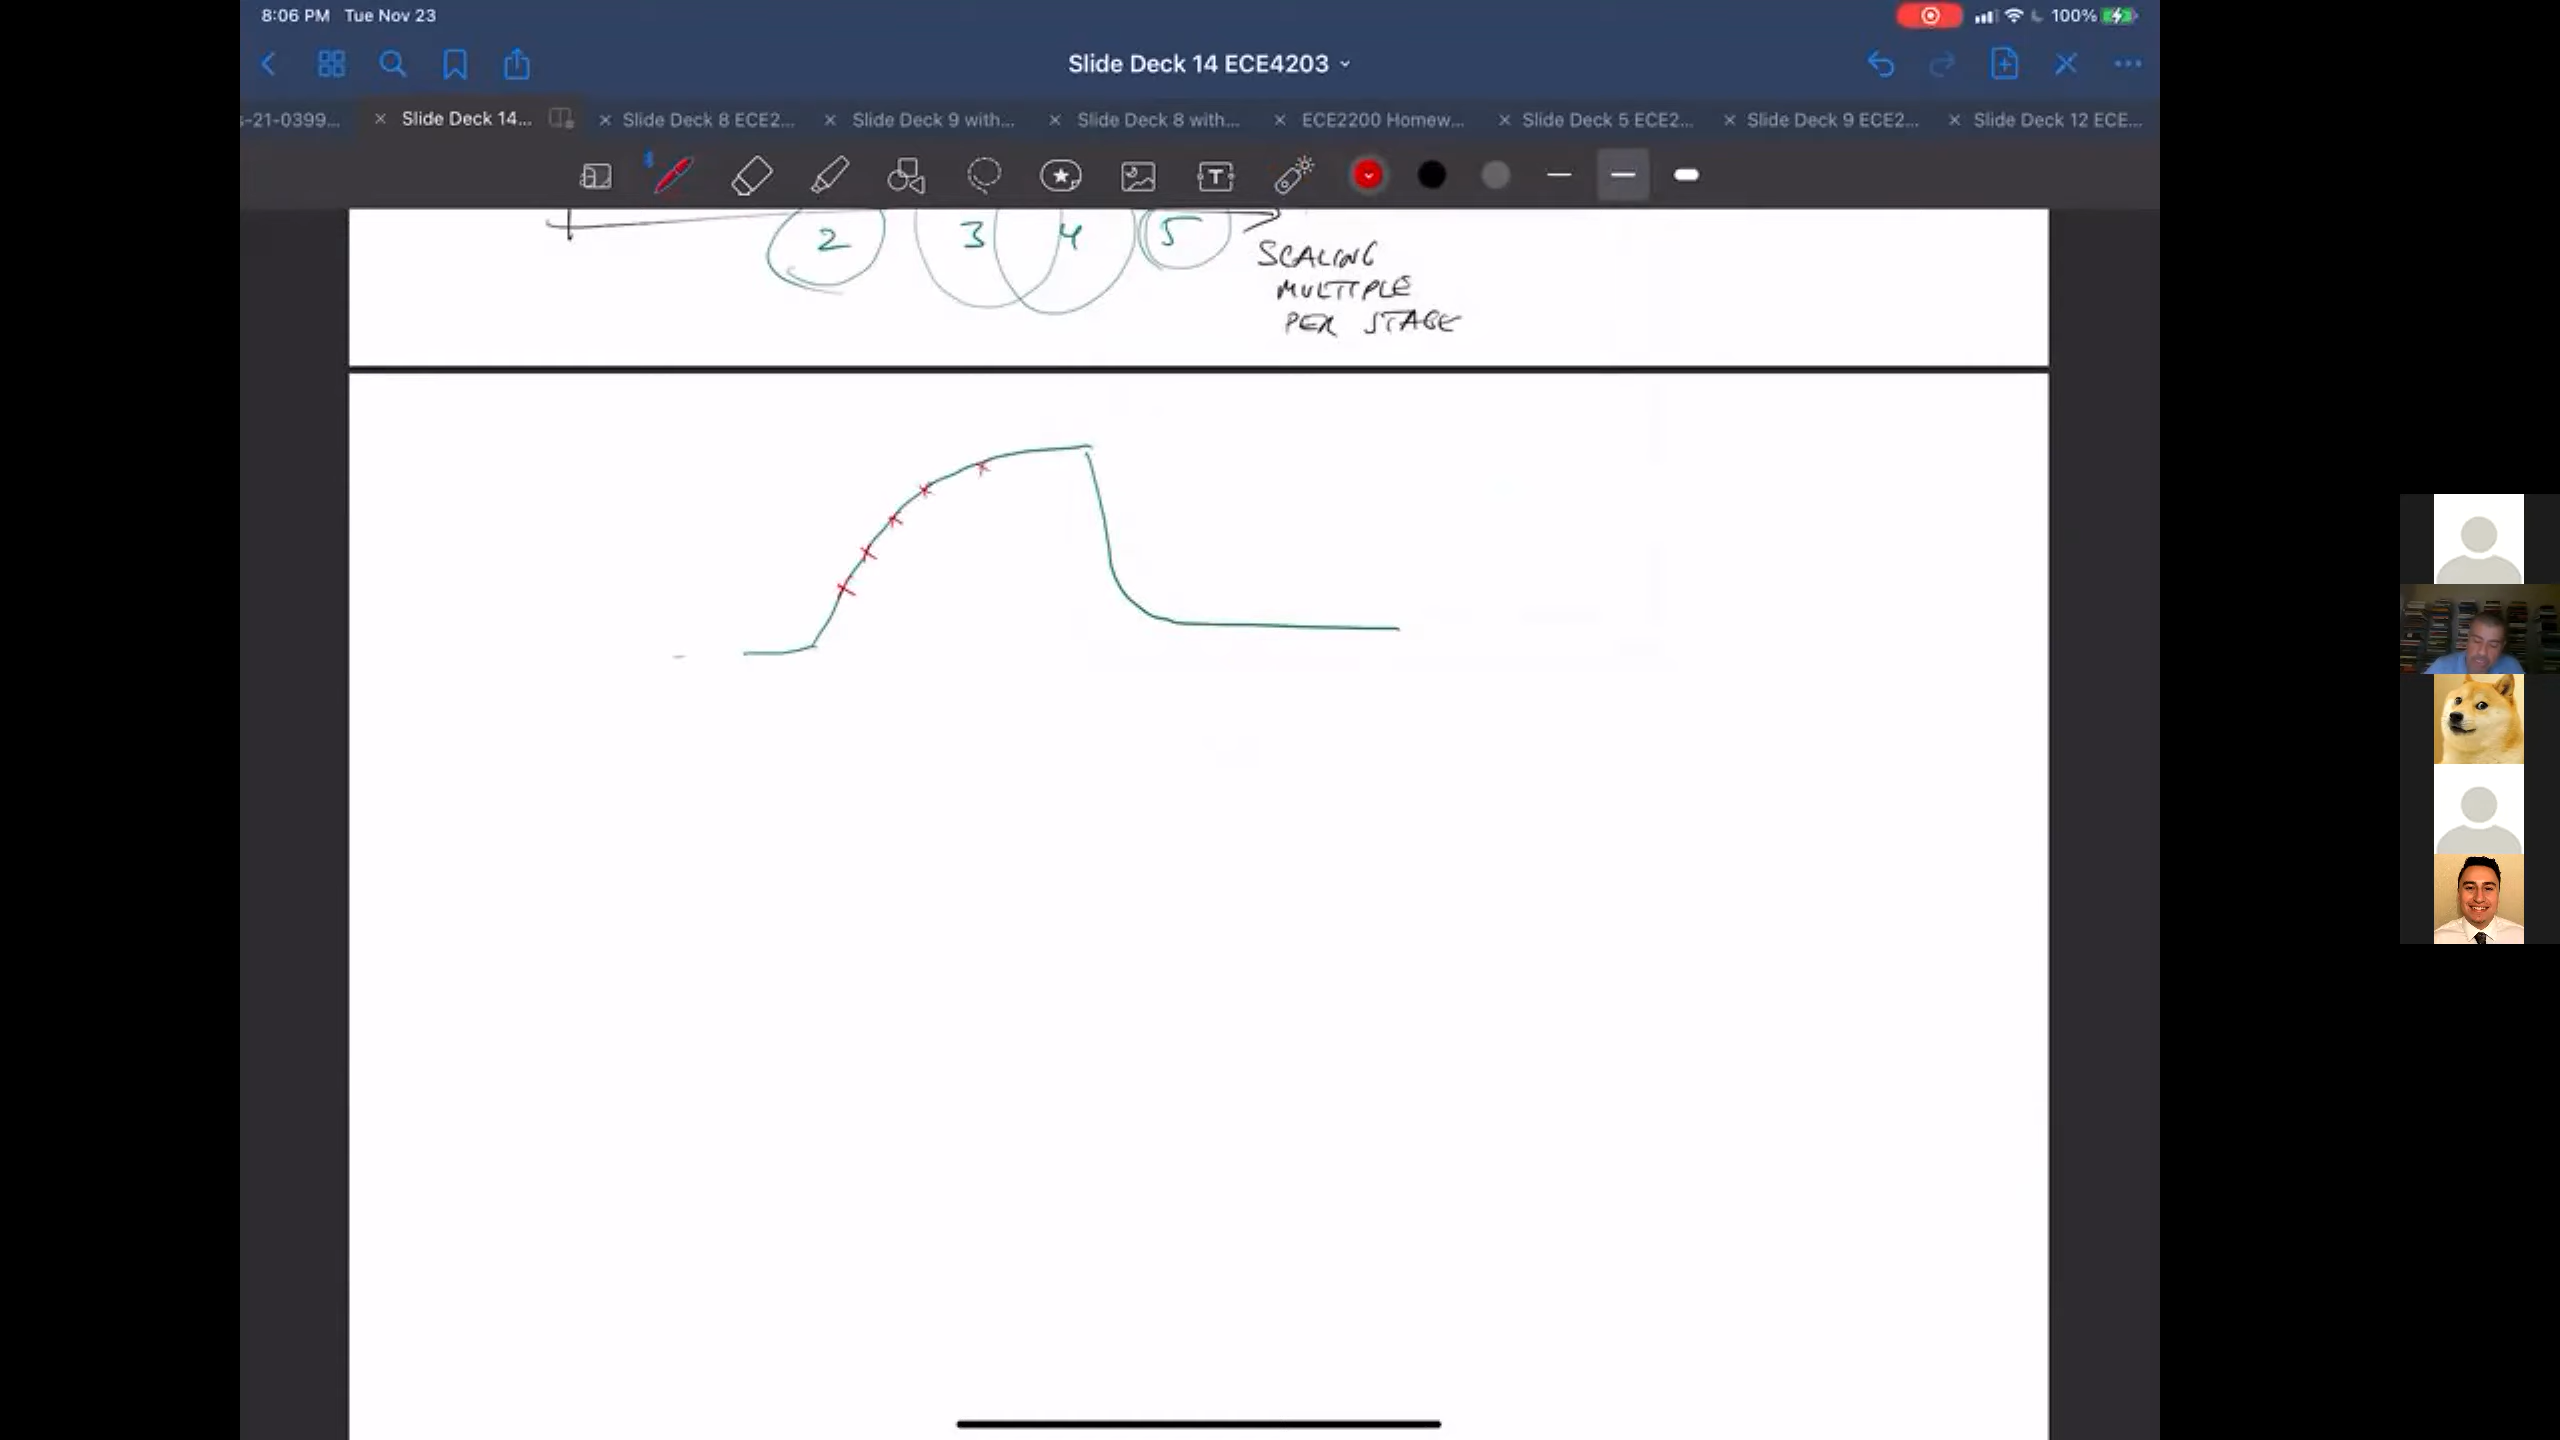 8:06 PM Tue Nov 23
100%
Slide Deck 14 ECE4203
s-21-0399...
Slide Deck 14...
Slide Deck 8 ECE2...
Slide Deck 9 with...
Slide Deck 8 with...
ECE2200 Homew...
Slide Deck 5 ECE2...
Slide Deck 9 ECE2...
Slide Deck 12 ECE...
T
2 3 4 5
SCALING
MULTIPLE
PER STAGE